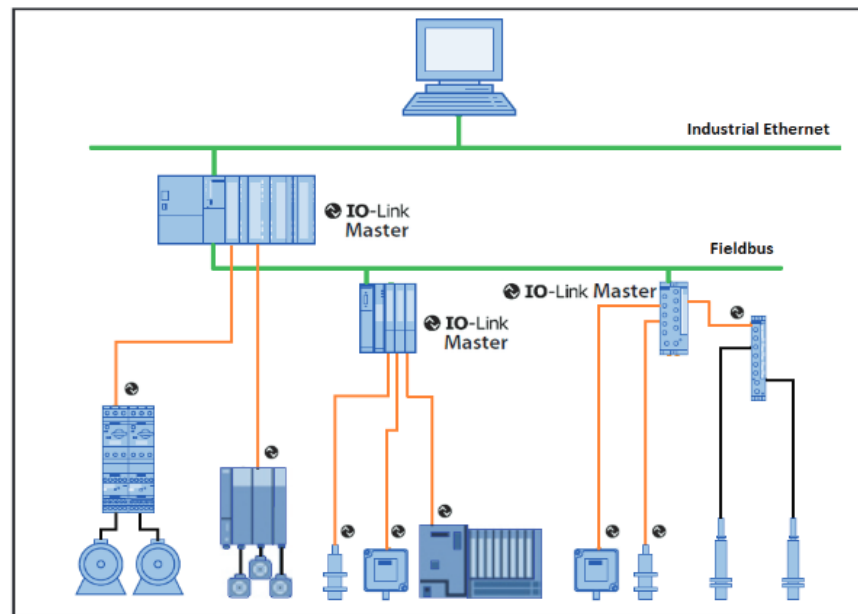 Industrial Ethernet
IO-Link
Master
Fieldbus
IO-Link Master
IO-Link
Master